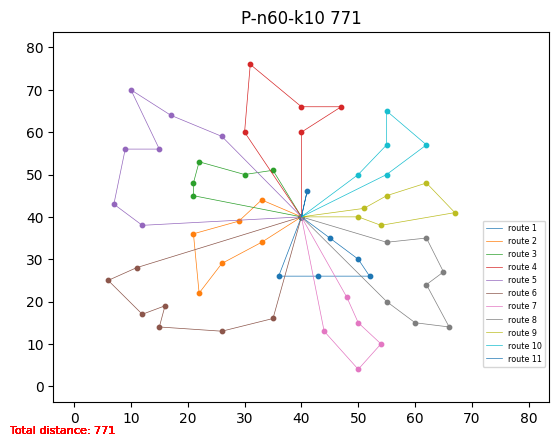 P-n60-k10 771
80
70
60
50
40
30
20
10
0
0 10 20 30 40 50 60 70 80
route 1
route 2
route 3
route 4
route 5
route 6
route 7
route 8
route 9
route 10
route 11
Total distance: 771